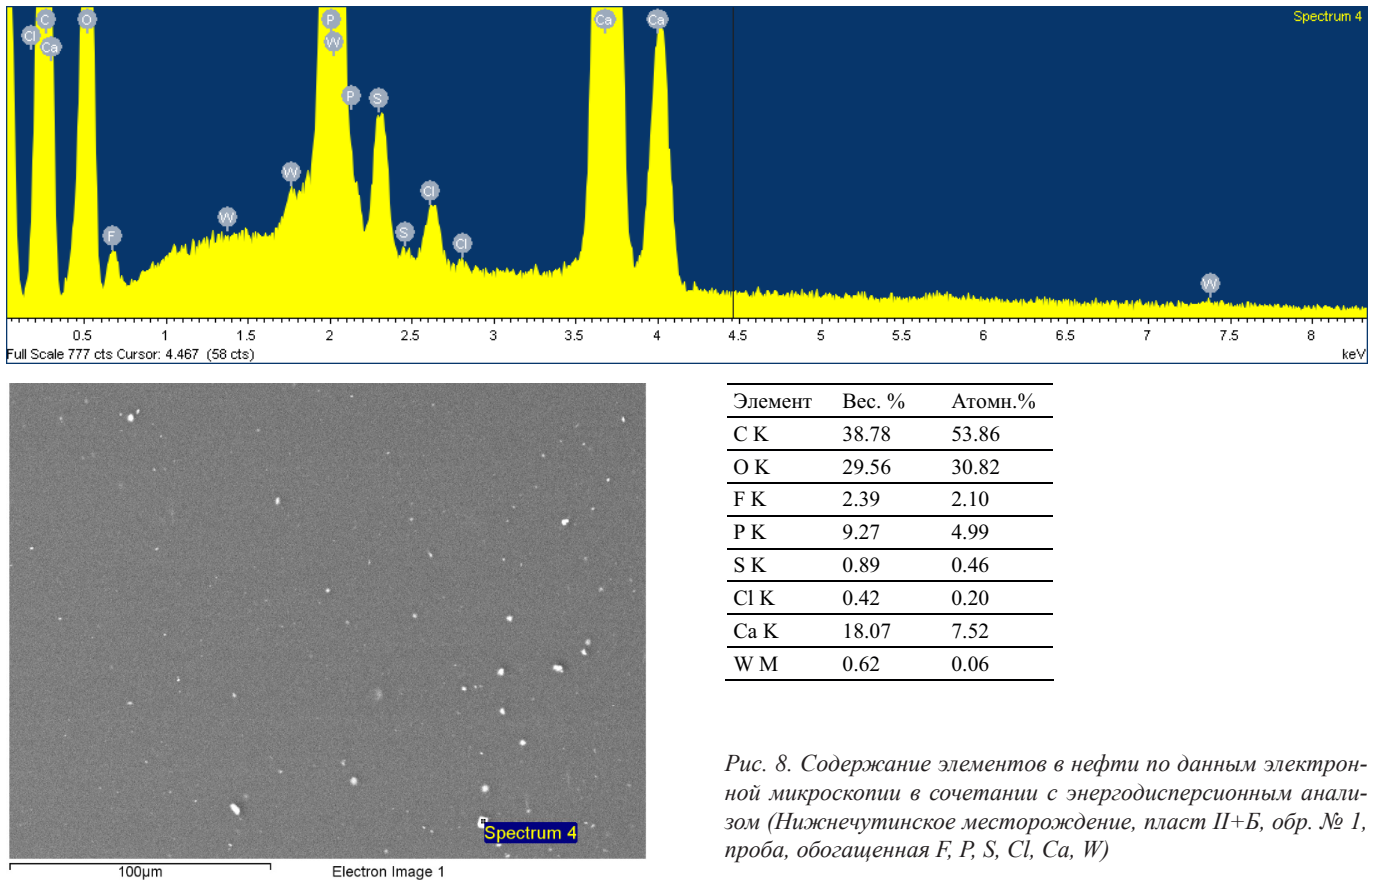 Spectrum 4
C
O
P
Ca
Ca
Cl
Ca
W
P
S
W
Cl
W
S
F
Cl
W
0.5 1 1.5 2 2.5 3 3.5 4 4.5 5 5.5 6 6.5 7 7.5 8
Full Scale 777 cts Cursor: 4.467 (58 cts) keV
Spectrum 4
100μm Electron Image 1
Элемент Вес. % Атомн.%
C K 38.78 53.86
O K 29.56 30.82
F K 2.39 2.10
P K 9.27 4.99
S K 0.89 0.46
Cl K 0.42 0.20
Ca K 18.07 7.52
W M 0.62 0.06
Рис. 8. Содержание элементов в нефти по данным электрон-
ной микроскопии в сочетании с энергодисперсионным анали-
зом (Нижнечутинское месторождение, пласт II+Б, обр. № 1,
проба, обогащенная F, P, S, Cl, Ca, W)